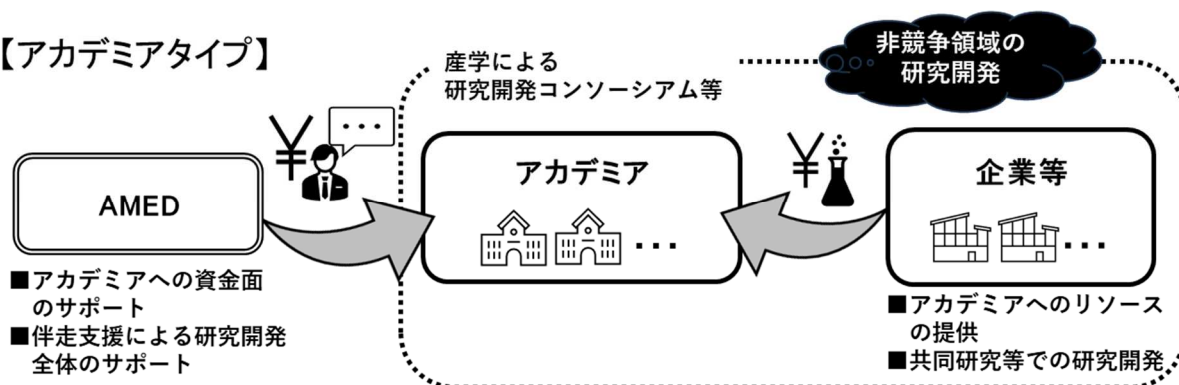 【アカデミアタイプ】
産学による
研究開発コンソーシアム等
非競争領域の
研究開発
¥
¥
AMED
アカデミア
企業等
...
...
...
■アカデミアへの資金面
のサポート
■伴走支援による研究開発
全体のサポート
■アカデミアへのリソース
の提供
■共同研究等での研究開発